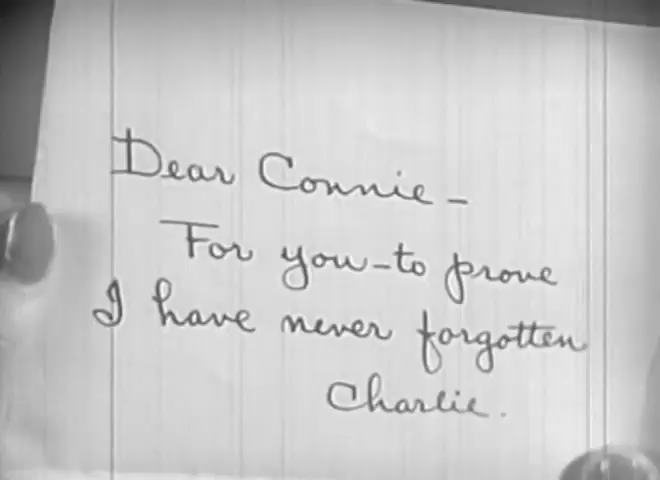 Dear Connie -
For you - to prove
I have never forgotten
Charlie.